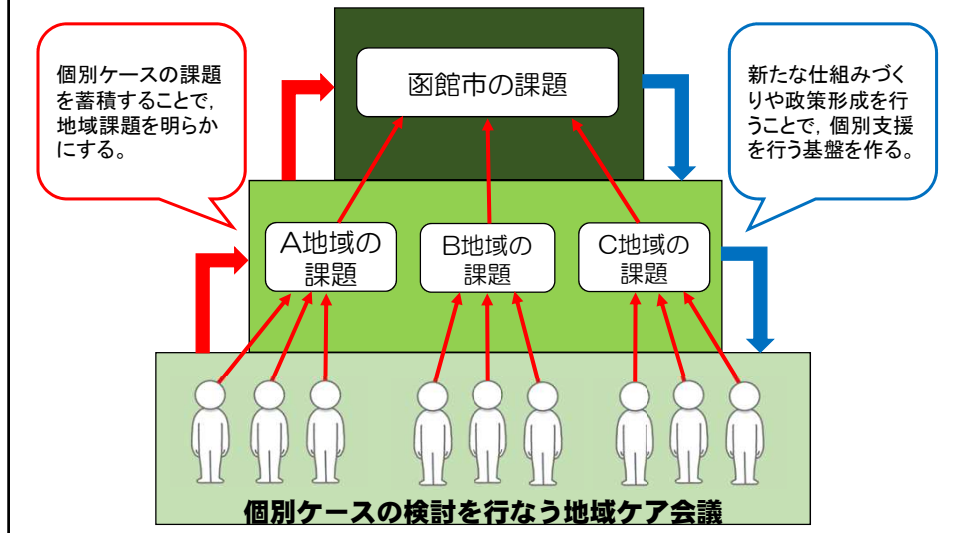 函館市の課題
個別ケースの課題
を蓄積することで，
地域課題を明らか
にする。
新たな仕組みづく
りや政策形成を行
うことで，個別支援
を行う基盤を作る。
A地域の
課題
B地域の
課題
C地域の
課題
個別ケースの検討を行なう地域ケア会議